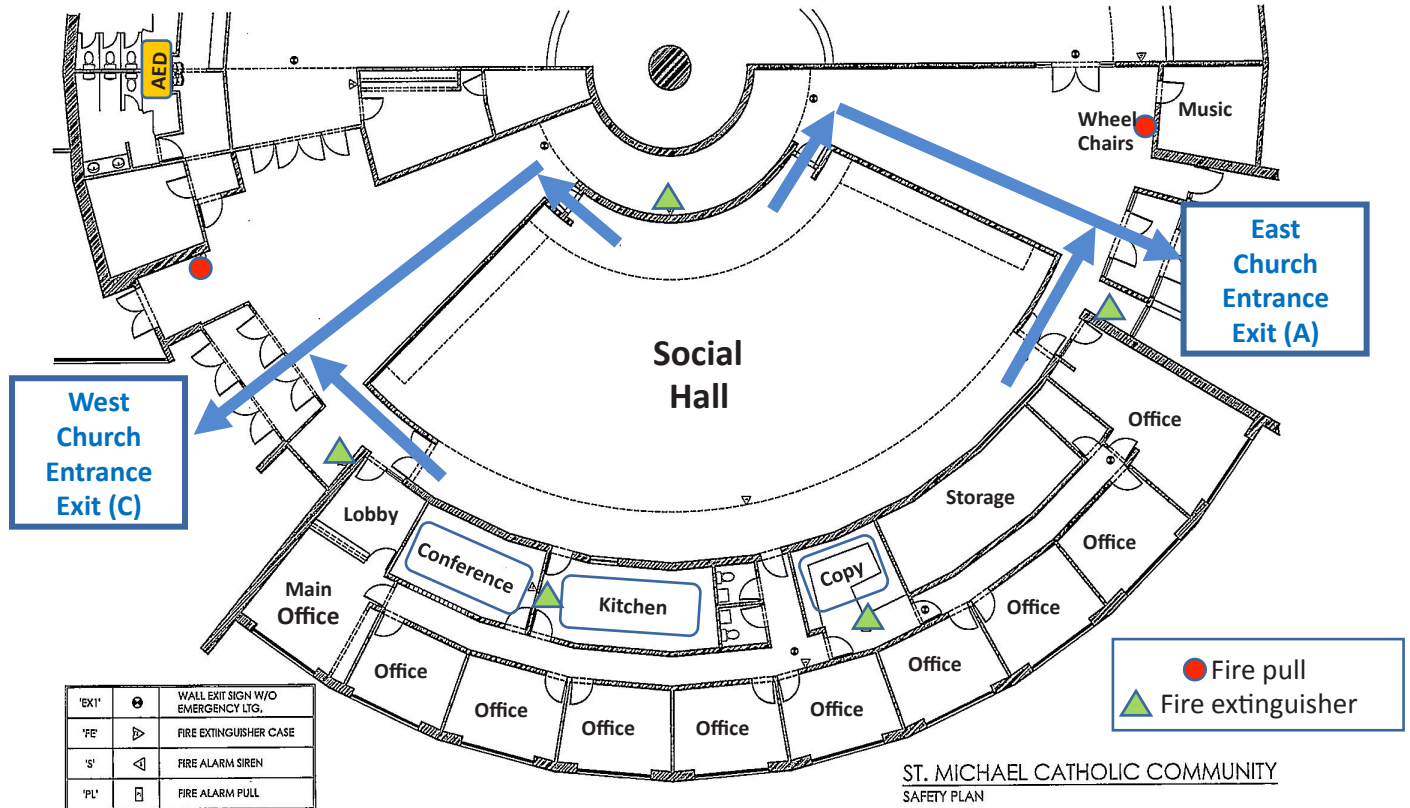 AED
Wheel
Chairs
Music
East
Church
Entrance
Exit (A)
Social
Hall
West
Church
Entrance
Exit (C)
Office
Storage
Lobby
Office
Conference
Copy
Main
Office
Kitchen
Office
Office
Office
Office
Office
Office
Office
Fire pull
Fire extinguisher
'EX1' WALL EXIT SIGN W/O
EMERGENCY LTG.
'FE' FIRE EXTINGUISHER CASE
'S' FIRE ALARM SIREN
'PL' FIRE ALARM PULL
ST. MICHAEL CATHOLIC COMMUNITY
SAFETY PLAN